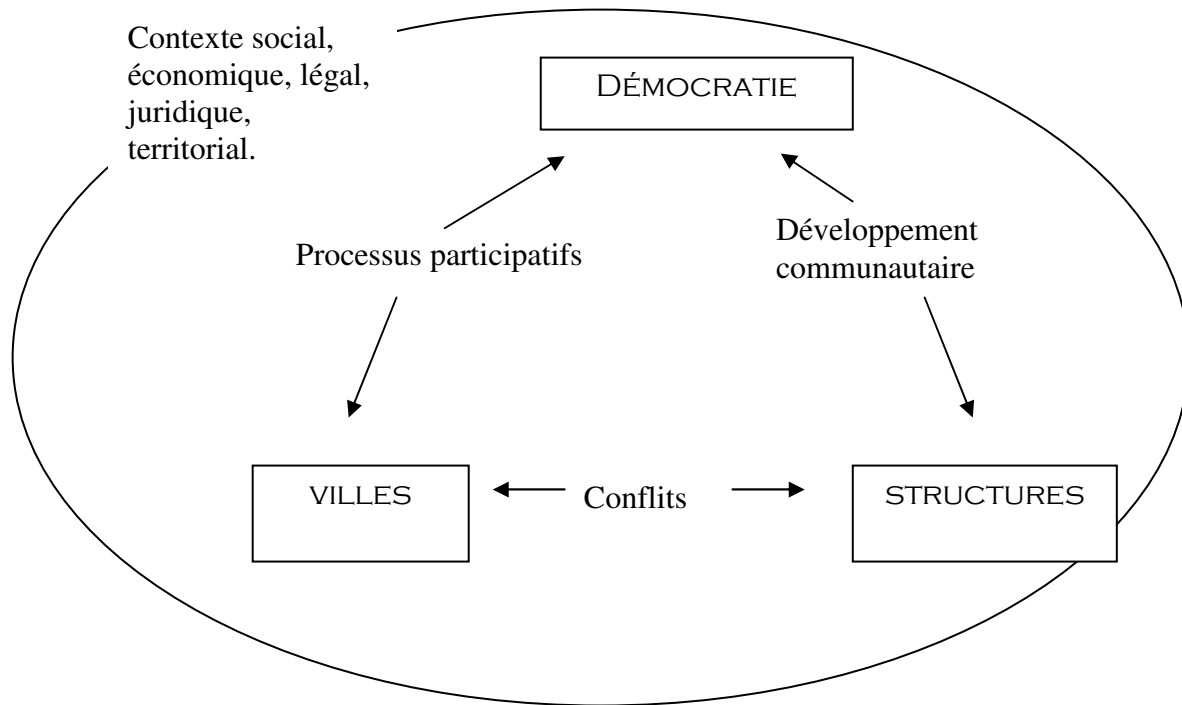 Contexte social,
économique, légal,
juridique,
territorial.
DÉMOCRATIE
Processus participatifs
Développement
communautaire
VILLES
Conflits
STRUCTURES